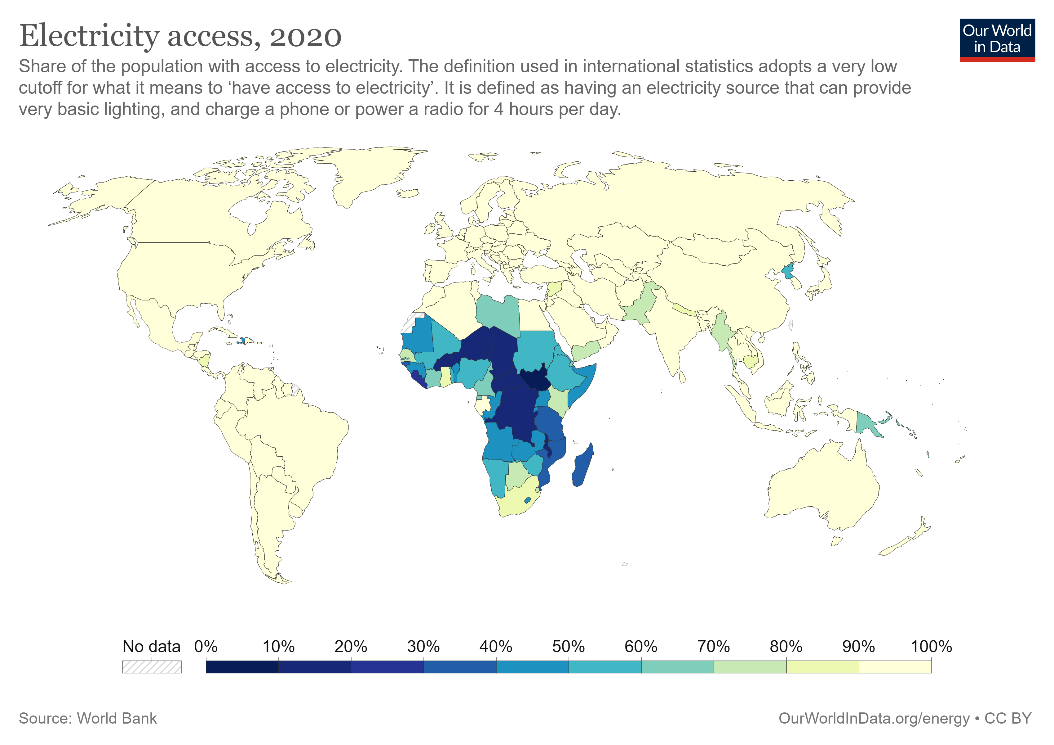 Electricity access, 2020
Our World
in Data
Share of the population with access to electricity. The definition used in international statistics adopts a very low
cutoff for what it means to ‘have access to electricity’. It is defined as having an electricity source that can provide
very basic lighting, and charge a phone or power a radio for 4 hours per day.
No data 0% 10% 20% 30% 40% 50% 60% 70% 80% 90% 100%
Source: World Bank
OurWorldInData.org/energy • CC BY